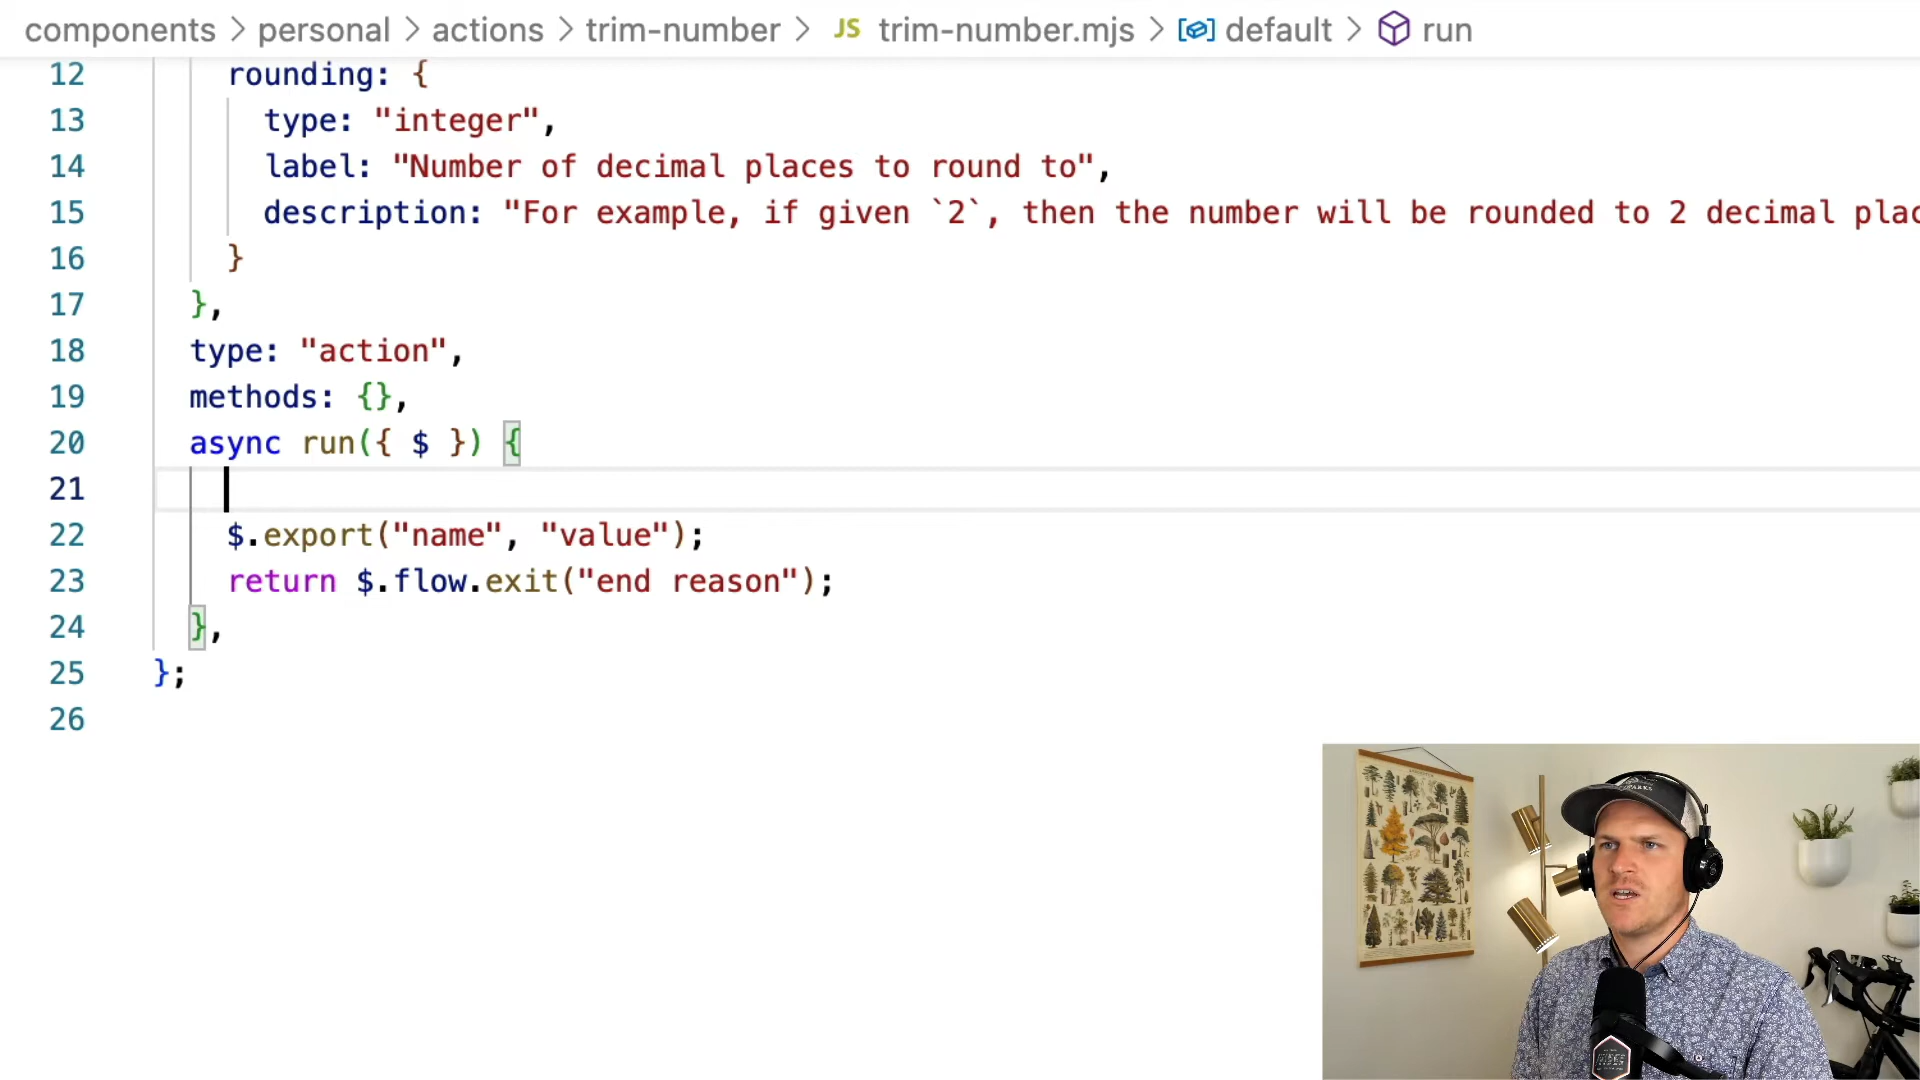 components > personal > actions > trim-number > JS trim-number.mjs > default > run
12 rounding: {
13 type: "integer",
14 label: "Number of decimal places to round to",
15 description: "For example, if given `2`, then the number will be rounded to 2 decimal plac
16 }
17 },
18 type: "action",
19 methods: {},
20 async run({ $ }) {
21
22 $.export("name", "value");
23 return $.flow.exit("end reason");
24 },
25 };
26